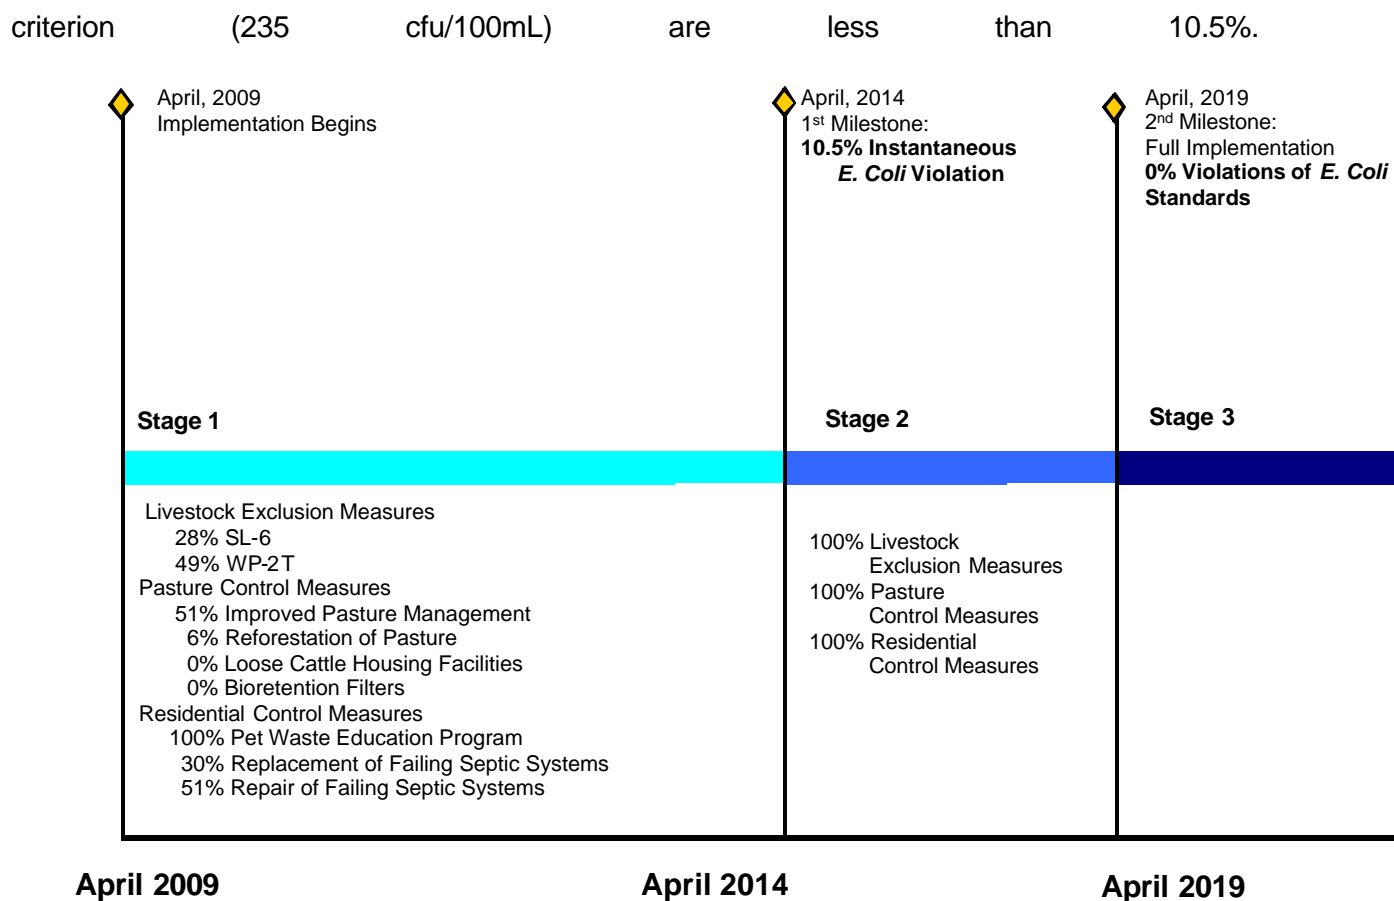 criterion (235 cfu/100mL) are less than 10.5%.
April, 2009
Implementation Begins
April, 2014
1st Milestone:
10.5% Instantaneous
E. Coli Violation
April, 2019
2nd Milestone:
Full Implementation
0% Violations of E. Coli
Standards
Stage 1
Stage 2
Stage 3
Livestock Exclusion Measures
28% SL-6
49% WP-2T
Pasture Control Measures
51% Improved Pasture Management
6% Reforestation of Pasture
0% Loose Cattle Housing Facilities
0% Bioretention Filters
Residential Control Measures
100% Pet Waste Education Program
30% Replacement of Failing Septic Systems
51% Repair of Failing Septic Systems
100% Livestock
Exclusion Measures
100% Pasture
Control Measures
100% Residential
Control Measures
April 2009
April 2014
April 2019